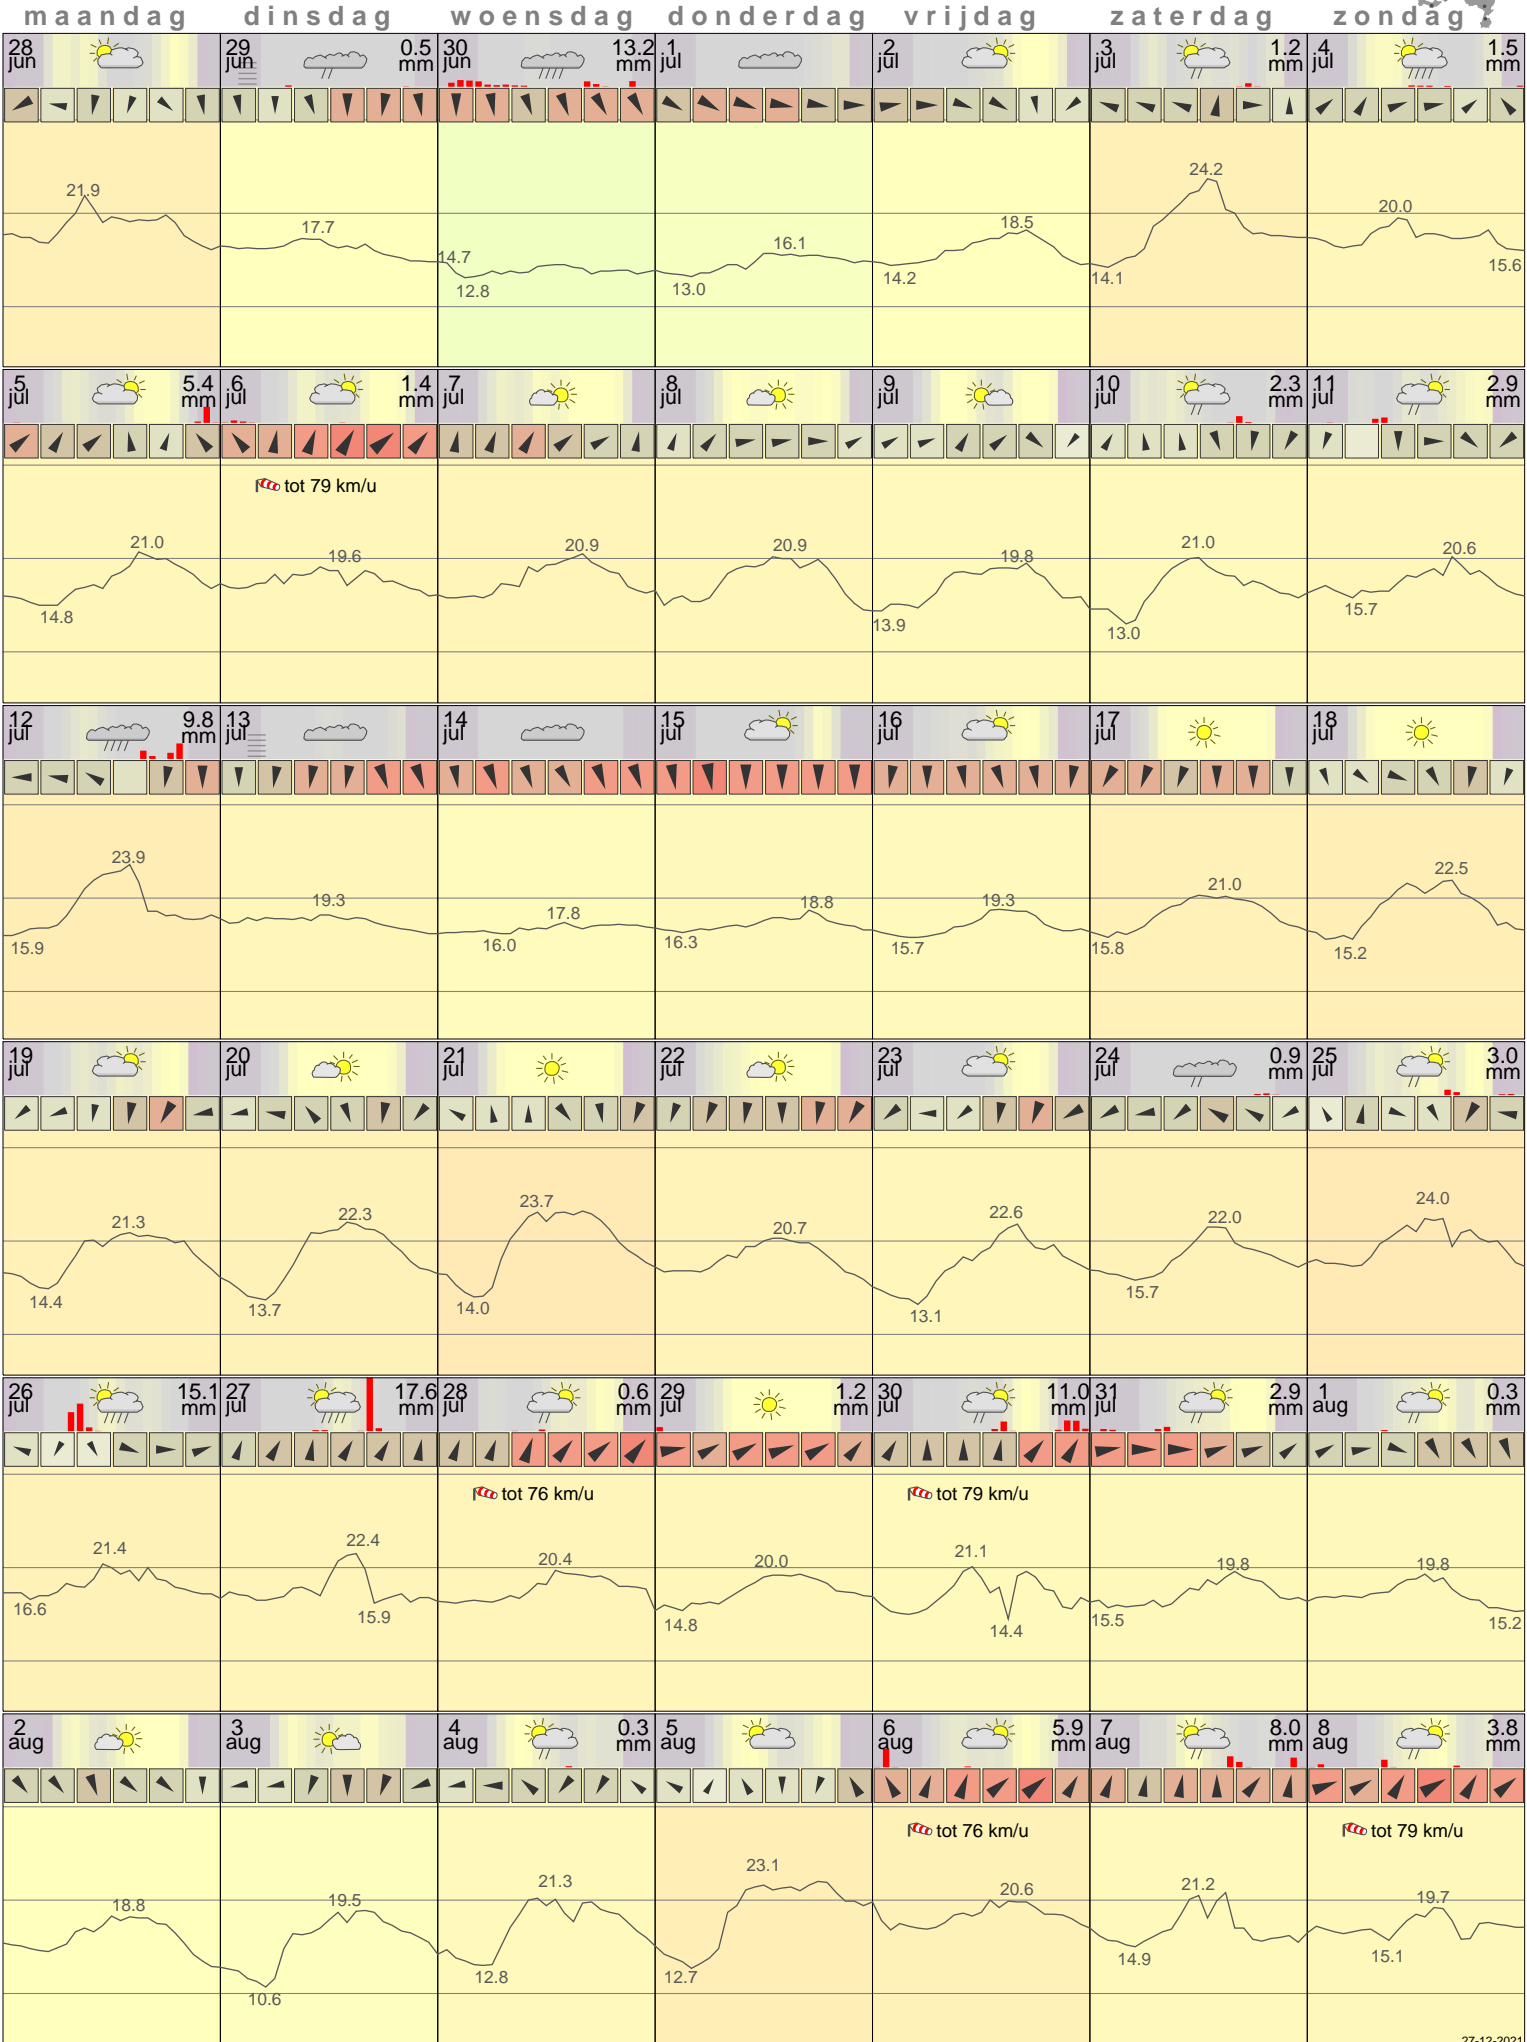 maandag dinsdag woensdag donderdag vrijdag zaterdag zondag
28 jun
29 jun 0.5 mm
30 jun 13.2 mm
1 jul
2 jul
3 jul 1.2 mm
4 jul 1.5 mm
21.9
17.7
14.7
12.8
16.1
13.0
18.5
14.2
24.2
14.1
20.0
15.6
5 jul 5.4 mm
6 jul 1.4 mm
7 jul
8 jul
9 jul
10 jul 2.3 mm
11 jul 2.9 mm
tot 79 km/u
21.0
14.8
19.6
20.9
20.9
19.8
13.9
21.0
13.0
20.6
15.7
12 jul 9.8 mm
13 jul
14 jul
15 jul
16 jul
17 jul
18 jul
23.9
15.9
19.3
17.8
16.0
18.8
16.3
19.3
15.7
21.0
15.8
22.5
15.2
19 jul
20 jul
21 jul
22 jul
23 jul
24 jul 0.9 mm
25 jul 3.0 mm
21.3
14.4
22.3
13.7
23.7
14.0
20.7
22.6
13.1
22.0
15.7
24.0
26 jul 15.1 mm
27 jul 17.6 mm
28 jul 0.6 mm
29 jul 1.2 mm
30 jul 11.0 mm
31 jul 2.9 mm
1 aug 0.3 mm
tot 76 km/u
tot 79 km/u
21.4
16.6
22.4
15.9
20.4
20.0
14.8
21.1
14.4
19.8
15.5
19.8
15.2
2 aug
3 aug
4 aug 0.3 mm
5 aug
6 aug 5.9 mm
7 aug 8.0 mm
8 aug 3.8 mm
tot 76 km/u
tot 79 km/u
18.8
19.5
10.6
21.3
12.8
23.1
12.7
20.6
21.2
14.9
19.7
15.1
27-12-2021